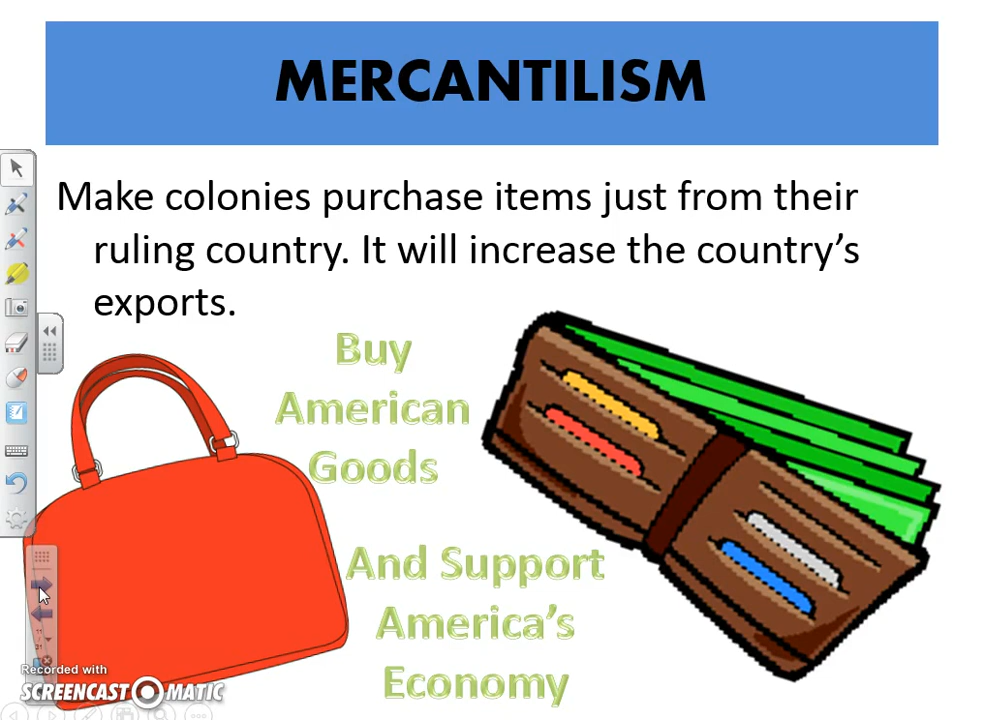 MERCANTILISM
Make colonies purchase items just from their
ruling country. It will increase the country’s
exports.
Buy
American
Goods
And Support
America’s
Economy
Recorded with
SCREENCAST MATIC